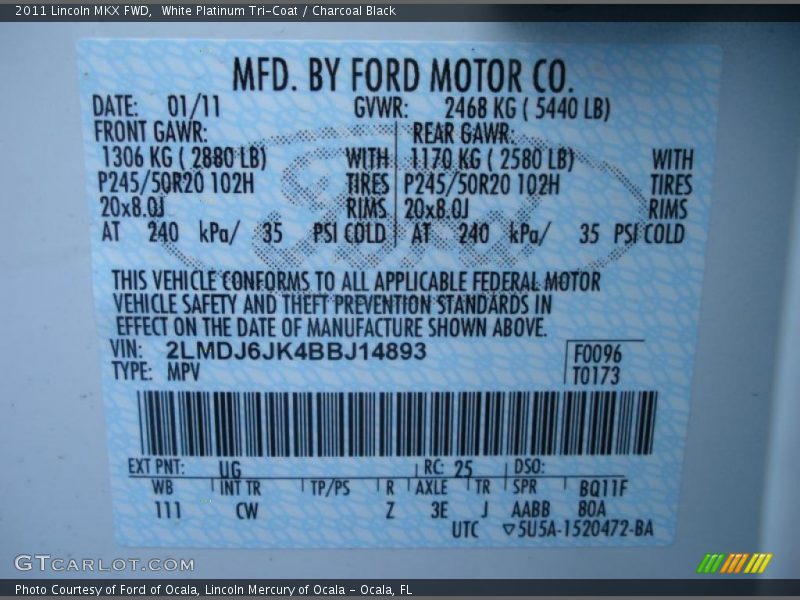 2011 Lincoln MKX FWD,  White Platinum Tri-Coat / Charcoal Black
MFD. BY FORD MOTOR CO.
DATE: 01/11 GVWR: 2468 KG ( 5440 LB)
FRONT GAWR: REAR GAWR:
1306 KG ( 2880 LB) WITH 1170 KG ( 2580 LB) WITH
P245/50R20 102H TIRES P245/50R20 102H TIRES
20x8.0J RIMS 20x8.0J RIMS
AT 240 kPa/ 35 PSI COLD AT 240 kPa/ 35 PSI COLD
THIS VEHICLE CONFORMS TO ALL APPLICABLE FEDERAL MOTOR
VEHICLE SAFETY AND THEFT PREVENTION STANDARDS IN
EFFECT ON THE DATE OF MANUFACTURE SHOWN ABOVE.
VIN: 2LMDJ6JK4BBJ14893 F0096
TYPE: MPV T0173
EXT PNT: UG RC: 25 DSO:
WB INT TR TP/PS R AXLE TR SPR BQ11F
111 CW Z 3E J AABB 80A
UTC ▽5U5A-1520472-BA
GTCARLOT.COM
Photo Courtesy of Ford of Ocala, Lincoln Mercury of Ocala - Ocala, FL